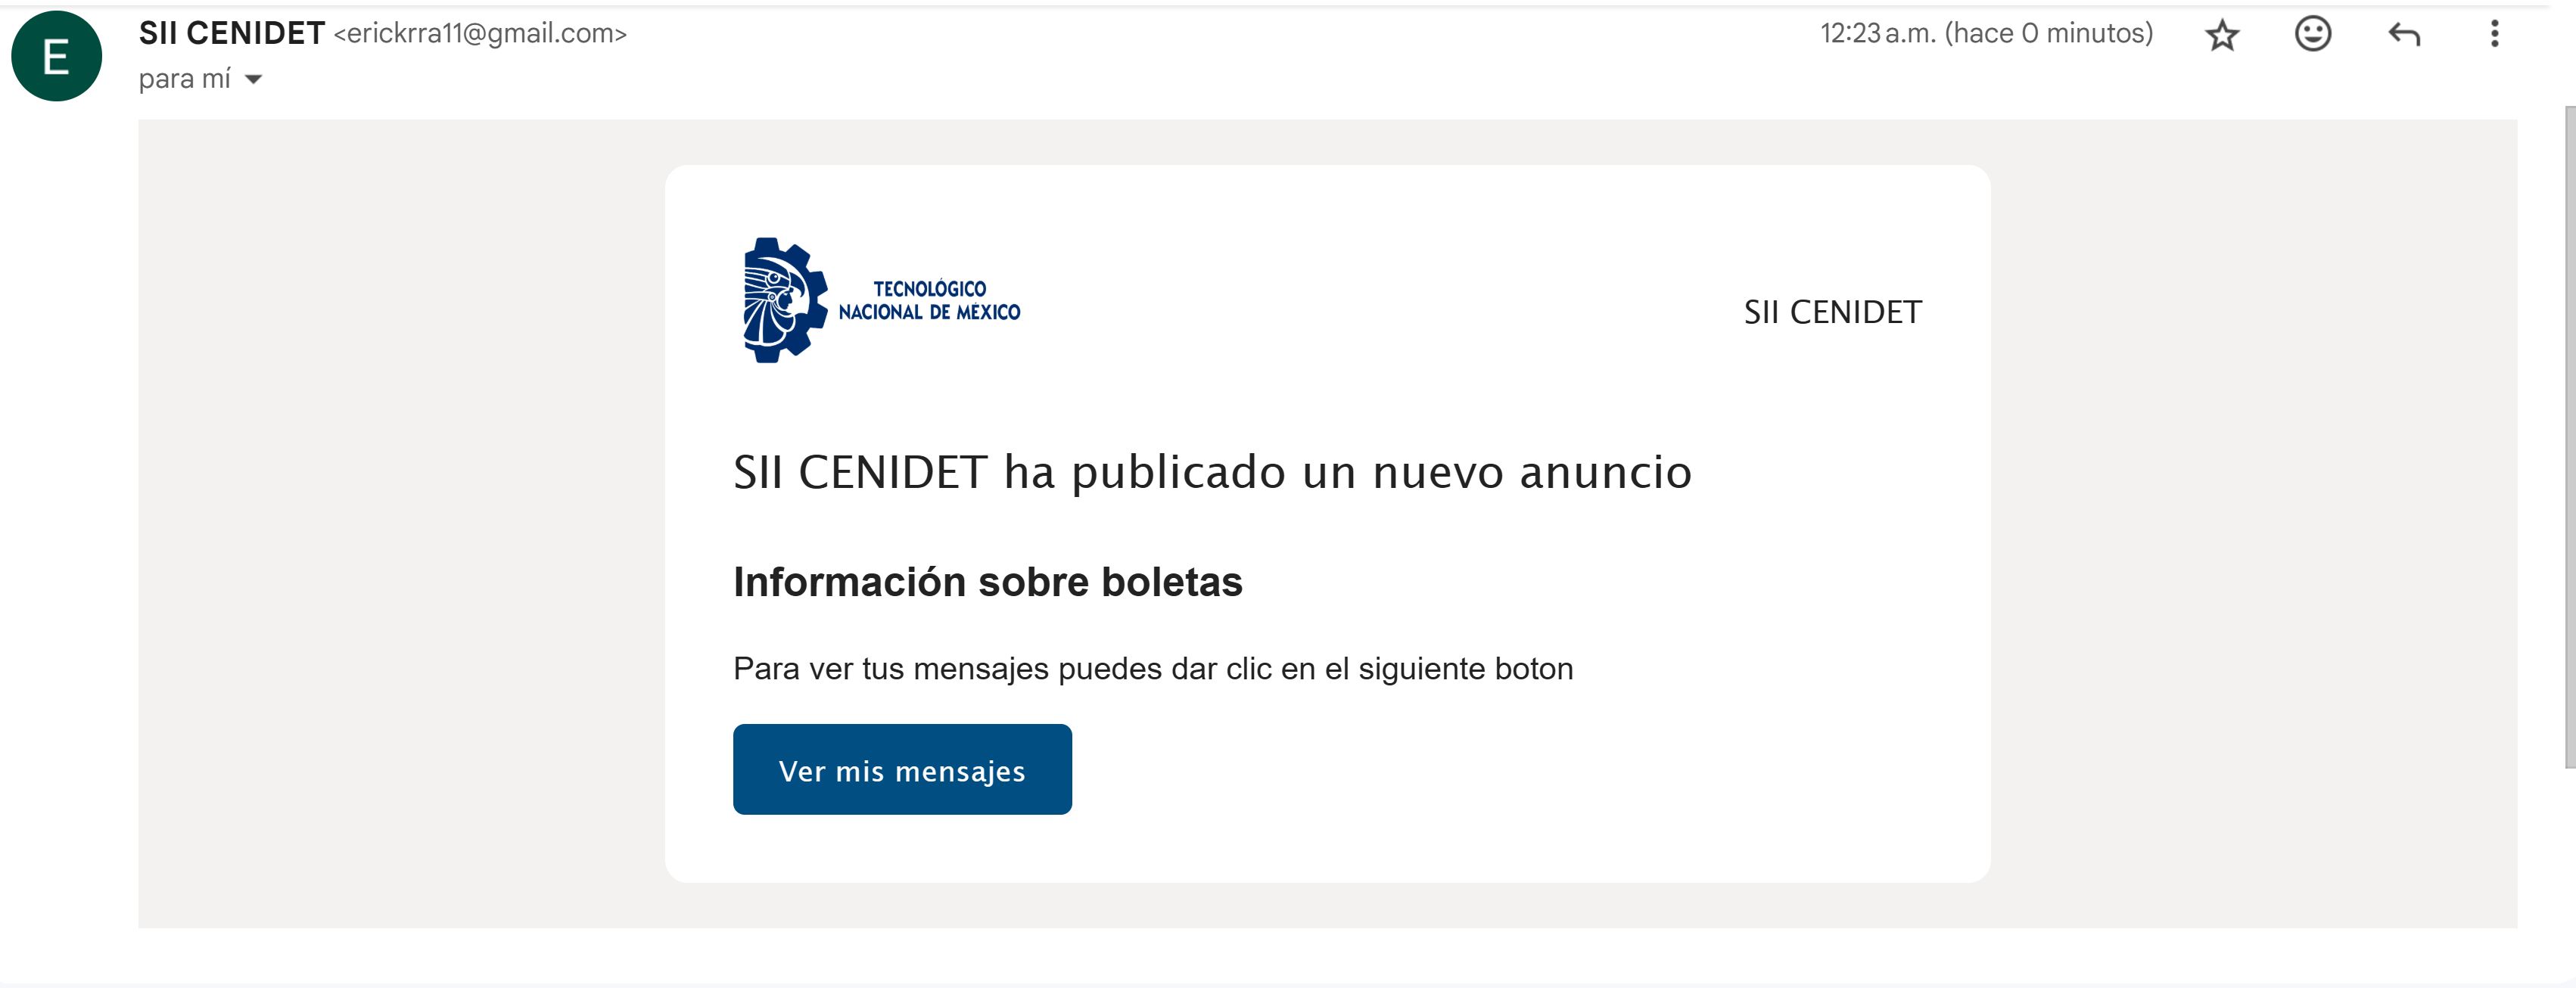 SII CENIDET <erickrra11@gmail.com>
12:23 a.m. (hace 0 minutos)
E
para mí
TECNOLÓGICO
NACIONAL DE MÉXICO
SII CENIDET
SII CENIDET ha publicado un nuevo anuncio
Información sobre boletas
Para ver tus mensajes puedes dar clic en el siguiente boton
Ver mis mensajes